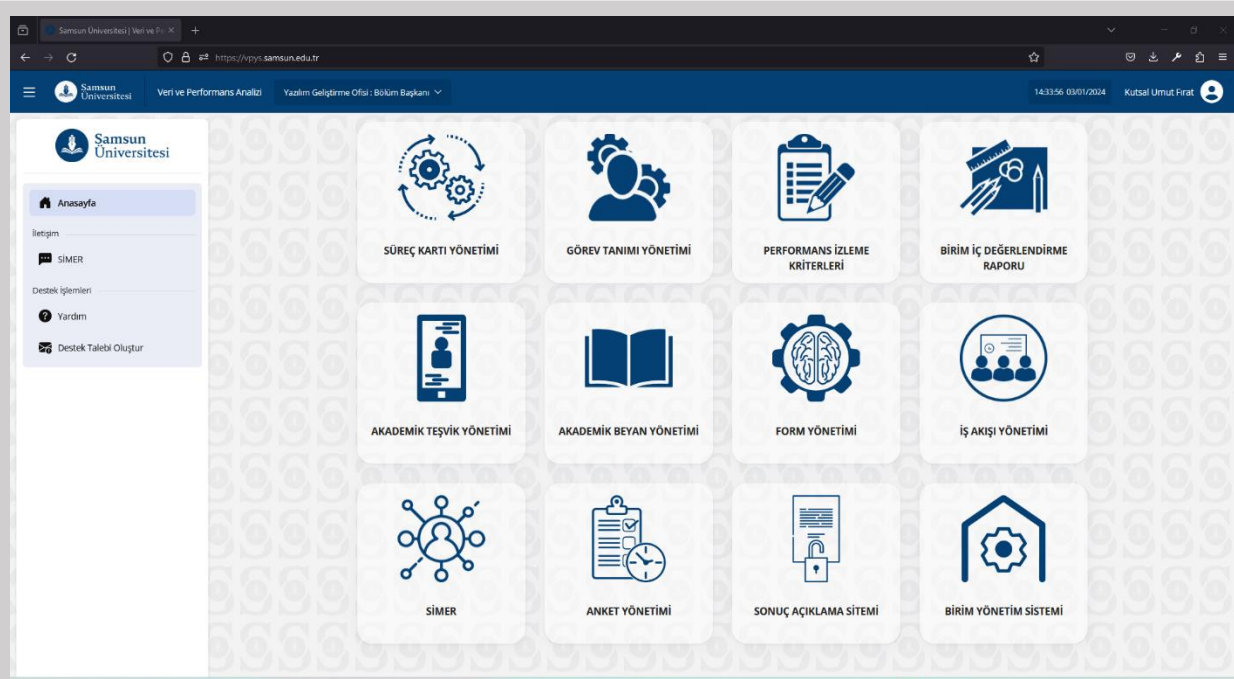 Samsun Üniversitesi | Veri ve Pe
https://vpys.samsun.edu.tr
Samsun
Üniversitesi
Veri ve Performans Analizi
Yazılım Geliştirme Ofisi : Bölüm Başkanı
14:33:56 03/01/2024
Kutsal Umut Fırat
Samsun
Üniversitesi
Anasayfa
İletişim
SİMER
Destek İşlemleri
Yardım
Destek Talebi Oluştur
SÜREÇ KARTI YÖNETİMİ
GÖREV TANIMI YÖNETİMİ
PERFORMANS İZLEME
KRİTERLERİ
BİRİM İÇ DEĞERLENDİRME
RAPORU
AKADEMİK TEŞVİK YÖNETİMİ
AKADEMİK BEYAN YÖNETİMİ
FORM YÖNETİMİ
İŞ AKIŞI YÖNETİMİ
SİMER
ANKET YÖNETİMİ
SONUÇ AÇIKLAMA SİTEMİ
BİRİM YÖNETİM SİSTEMİ